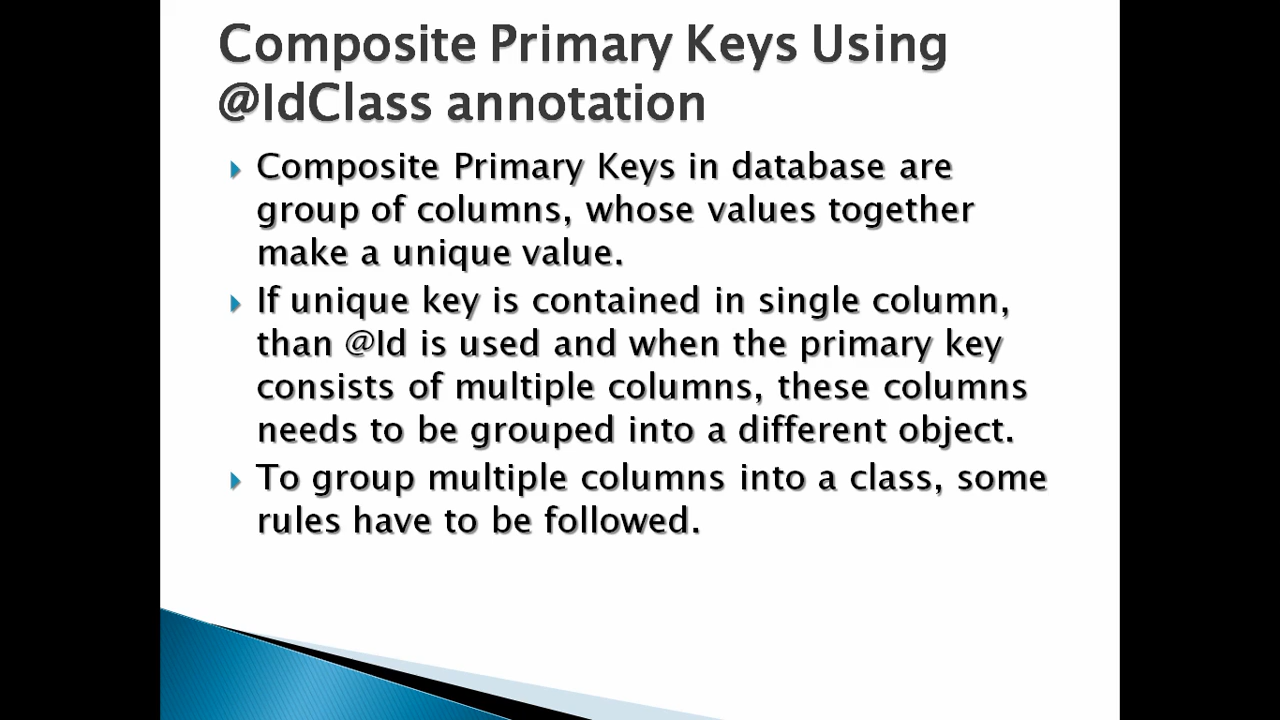 Composite Primary Keys Using
@IdClass annotation
Composite Primary Keys in database are
group of columns, whose values together
make a unique value.
If unique key is contained in single column,
than @Id is used and when the primary key
consists of multiple columns, these columns
needs to be grouped into a different object.
To group multiple columns into a class, some
rules have to be followed.